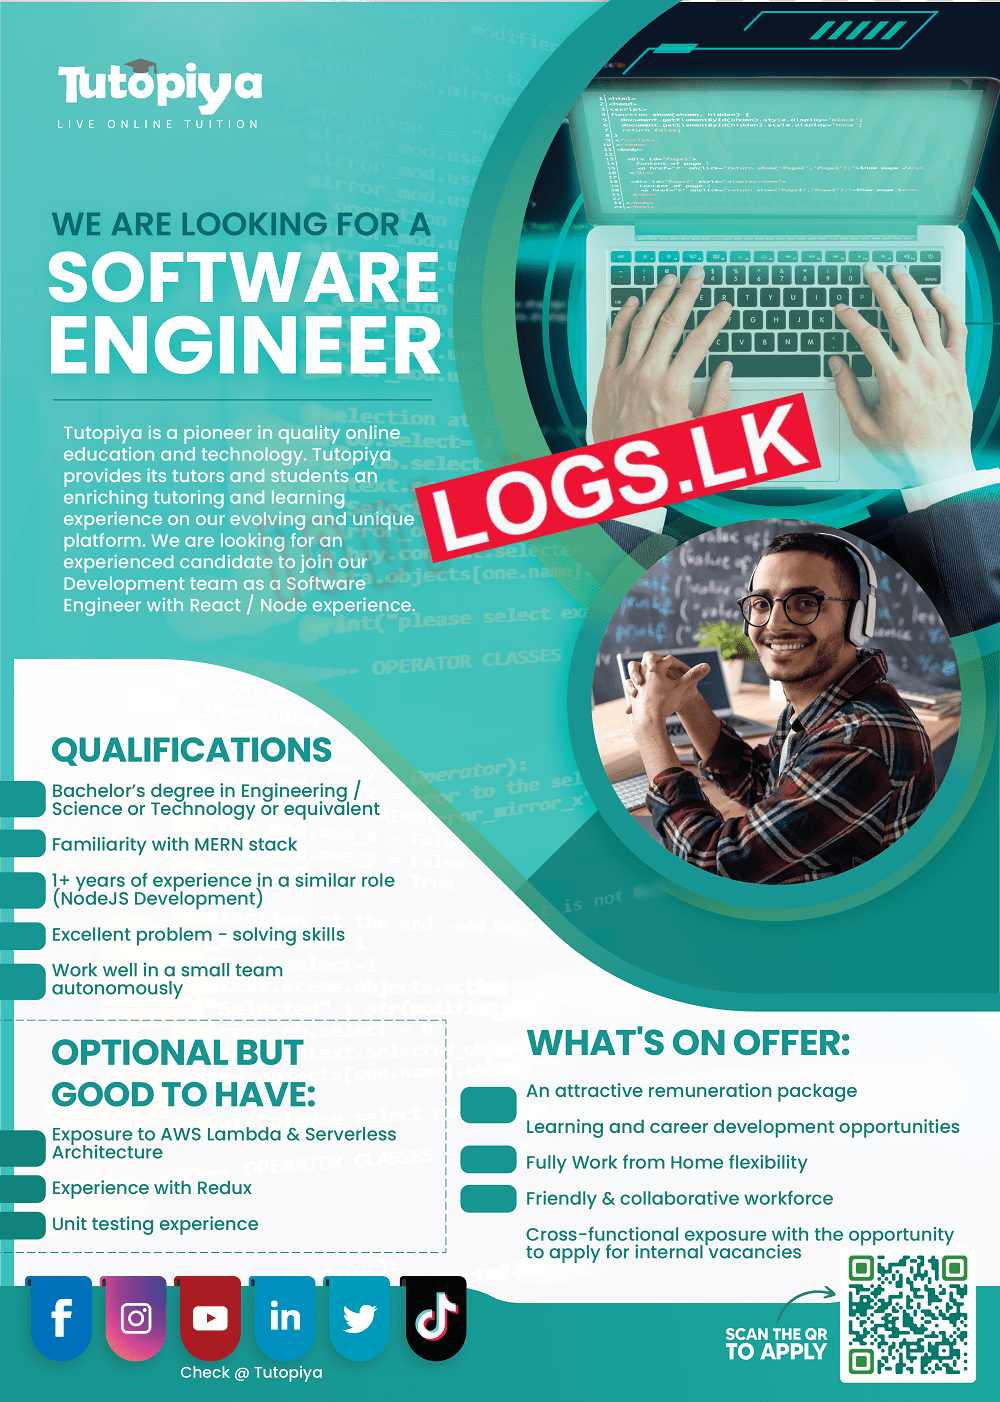 Tutopiya
LIVE ONLINE TUITION
WE ARE LOOKING FOR A
SOFTWARE
ENGINEER
Tutopiya is a pioneer in quality online
education and technology. Tutopiya
provides its tutors and students an
enriching tutoring and learning
experience on our evolving and unique
platform. We are looking for an
experienced candidate to join our
Development team as a Software
Engineer with React / Node experience.
LOGS.LK
QUALIFICATIONS
Bachelor's degree in Engineering /
Science or Technology or equivalent
Familiarity with MERN stack
1+ years of experience in a similar role
(NodeJS Development)
Excellent problem - solving skills
Work well in a small team
autonomously
OPTIONAL BUT
GOOD TO HAVE:
Exposure to AWS Lambda & Serverless
Architecture
Experience with Redux
Unit testing experience
WHAT'S ON OFFER:
An attractive remuneration package
Learning and career development opportunities
Fully Work from Home flexibility
Friendly & collaborative workforce
Cross-functional exposure with the opportunity
to apply for internal vacancies
SCAN THE QR
TO APPLY
Check @ Tutopiya